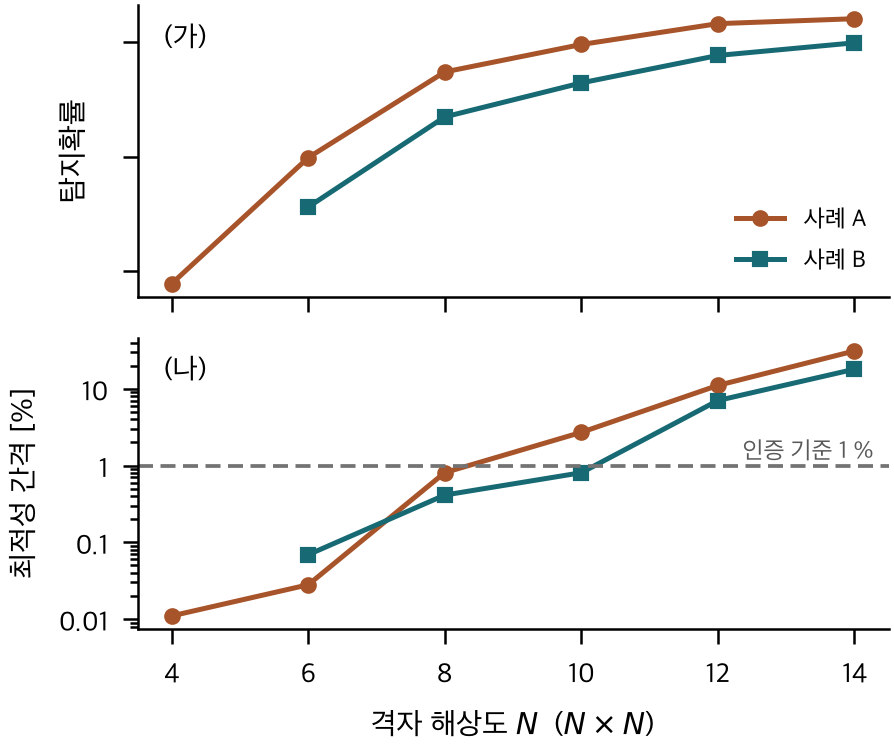 (가)
탐지확률
사례 A
사례 B
(나)
최적성 간격 [%]
10
1
0.1
0.01
인증 기준 1 %
4 6 8 10 12 14
격자 해상도 N (N × N)